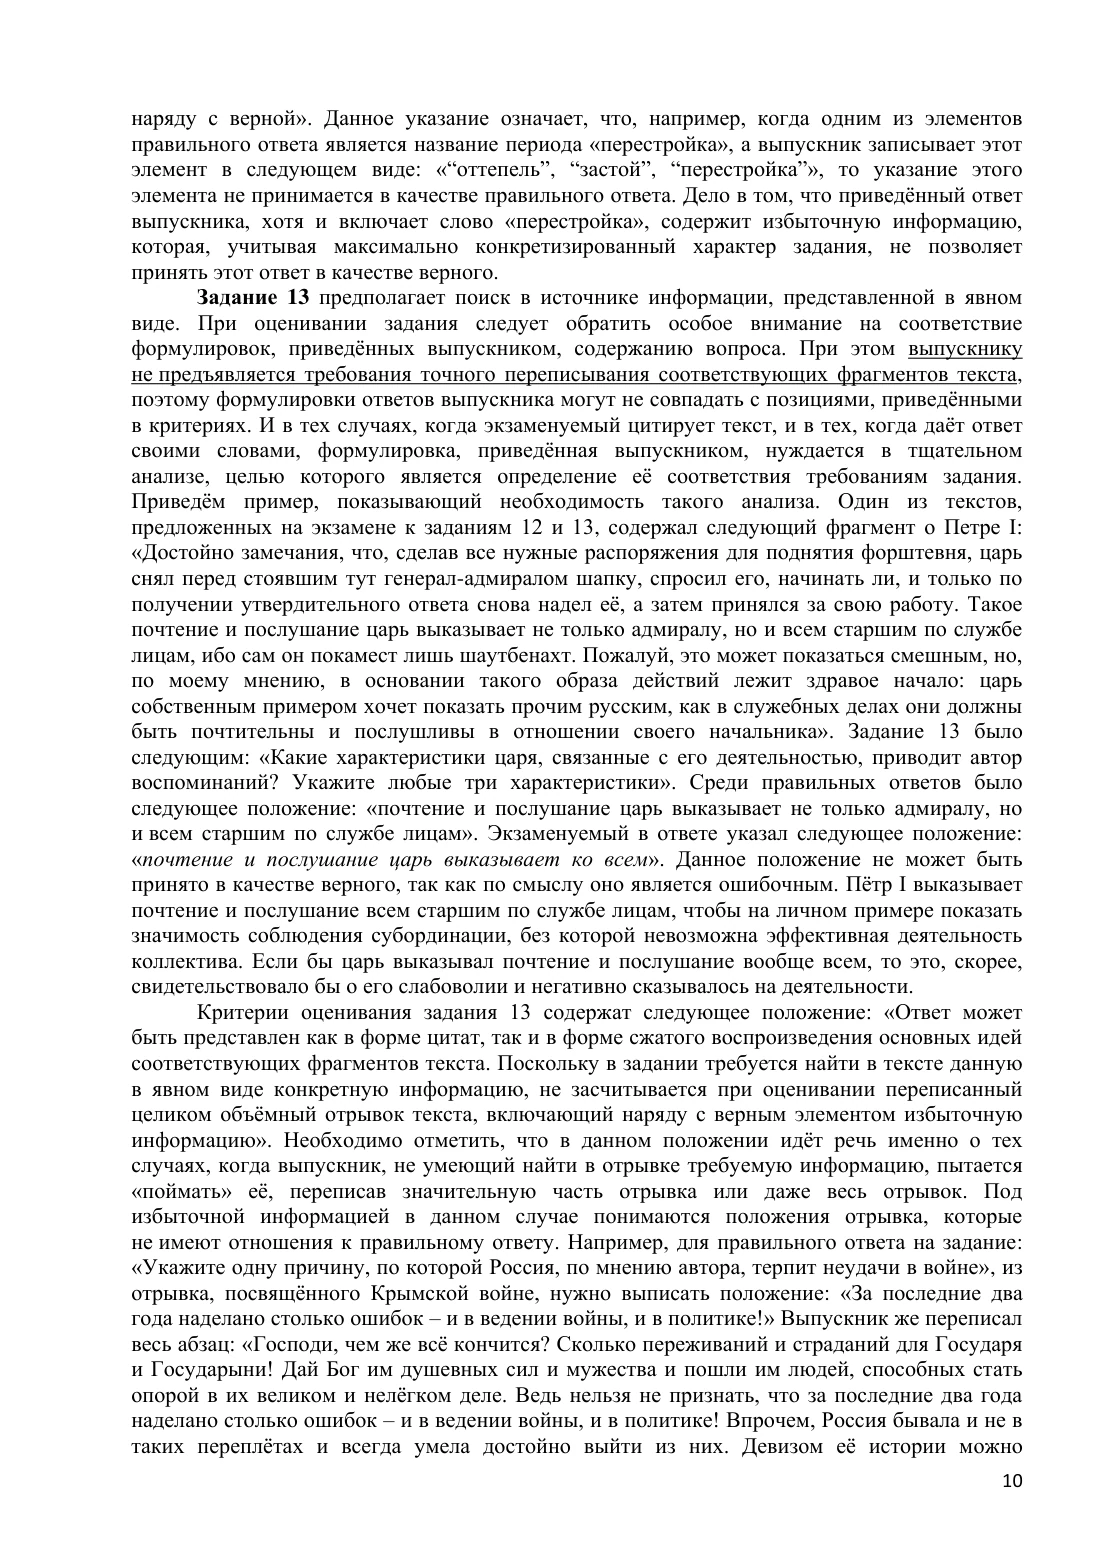 наряду с верной». Данное указание означает, что, например, когда одним из элементов
правильного ответа является название периода «перестройка», а выпускник записывает этот
элемент в следующем виде: «“оттепель”, “застой”, “перестройка”», то указание этого
элемента не принимается в качестве правильного ответа. Дело в том, что приведённый ответ
выпускника, хотя и включает слово «перестройка», содержит избыточную информацию,
которая, учитывая максимально конкретизированный характер задания, не позволяет
принять этот ответ в качестве верного.
Задание 13 предполагает поиск в источнике информации, представленной в явном
виде. При оценивании задания следует обратить особое внимание на соответствие
формулировок, приведённых выпускником, содержанию вопроса. При этом выпускнику
не предъявляется требования точного переписывания соответствующих фрагментов текста,
поэтому формулировки ответов выпускника могут не совпадать с позициями, приведёнными
в критериях. И в тех случаях, когда экзаменуемый цитирует текст, и в тех, когда даёт ответ
своими словами, формулировка, приведённая выпускником, нуждается в тщательном
анализе, целью которого является определение её соответствия требованиям задания.
Приведём пример, показывающий необходимость такого анализа. Один из текстов,
предложенных на экзамене к заданиям 12 и 13, содержал следующий фрагмент о Петре I:
«Достойно замечания, что, сделав все нужные распоряжения для поднятия форштевня, царь
снял перед стоявшим тут генерал-адмиралом шапку, спросил его, начинать ли, и только по
получении утвердительного ответа снова надел её, а затем принялся за свою работу. Такое
почтение и послушание царь выказывает не только адмиралу, но и всем старшим по службе
лицам, ибо сам он покамест лишь шаутбенахт. Пожалуй, это может показаться смешным, но,
по моему мнению, в основании такого образа действий лежит здравое начало: царь
собственным примером хочет показать прочим русским, как в служебных делах они должны
быть почтительны и послушливы в отношении своего начальника». Задание 13 было
следующим: «Какие характеристики царя, связанные с его деятельностью, приводит автор
воспоминаний? Укажите любые три характеристики». Среди правильных ответов было
следующее положение: «почтение и послушание царь выказывает не только адмиралу, но
и всем старшим по службе лицам». Экзаменуемый в ответе указал следующее положение:
«почтение и послушание царь выказывает ко всем». Данное положение не может быть
принято в качестве верного, так как по смыслу оно является ошибочным. Пётр I выказывает
почтение и послушание всем старшим по службе лицам, чтобы на личном примере показать
значимость соблюдения субординации, без которой невозможна эффективная деятельность
коллектива. Если бы царь выказывал почтение и послушание вообще всем, то это, скорее,
свидетельствовало бы о его слабоволии и негативно сказывалось на деятельности.
Критерии оценивания задания 13 содержат следующее положение: «Ответ может
быть представлен как в форме цитат, так и в форме сжатого воспроизведения основных идей
соответствующих фрагментов текста. Поскольку в задании требуется найти в тексте данную
в явном виде конкретную информацию, не засчитывается при оценивании переписанный
целиком объёмный отрывок текста, включающий наряду с верным элементом избыточную
информацию». Необходимо отметить, что в данном положении идёт речь именно о тех
случаях, когда выпускник, не умеющий найти в отрывке требуемую информацию, пытается
«поймать» её, переписав значительную часть отрывка или даже весь отрывок. Под
избыточной информацией в данном случае понимаются положения отрывка, которые
не имеют отношения к правильному ответу. Например, для правильного ответа на задание:
«Укажите одну причину, по которой Россия, по мнению автора, терпит неудачи в войне», из
отрывка, посвящённого Крымской войне, нужно выписать положение: «За последние два
года наделано столько ошибок – и в ведении войны, и в политике!» Выпускник же переписал
весь абзац: «Господи, чем же всё кончится? Сколько переживаний и страданий для Государя
и Государыни! Дай Бог им душевных сил и мужества и пошли им людей, способных стать
опорой в их великом и нелёгком деле. Ведь нельзя не признать, что за последние два года
наделано столько ошибок – и в ведении войны, и в политике! Впрочем, Россия бывала и не в
таких переплётах и всегда умела достойно выйти из них. Девизом её истории можно
10